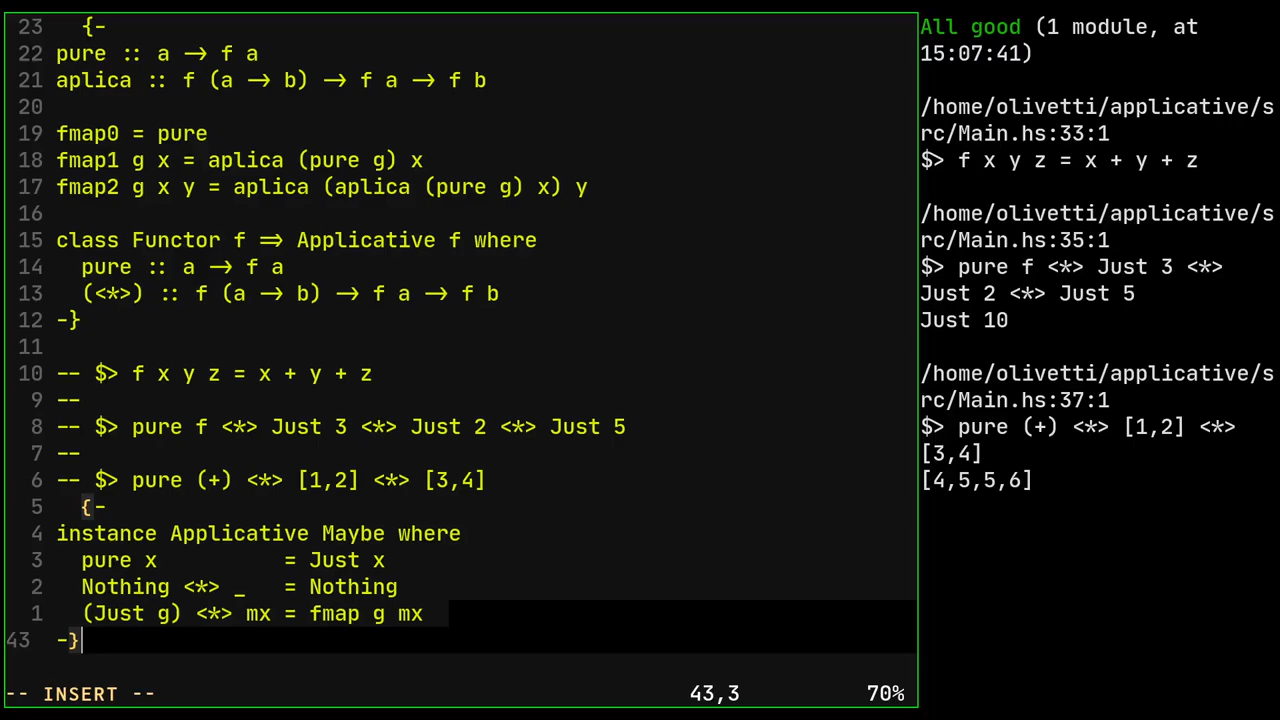 23   {-
22 pure :: a -> f a
21 aplica :: f (a -> b) -> f a -> f b
20
19 fmap0 = pure
18 fmap1 g x = aplica (pure g) x
17 fmap2 g x y = aplica (aplica (pure g) x) y
16
15 class Functor f => Applicative f where
14   pure :: a -> f a
13   (<*>) :: f (a -> b) -> f a -> f b
12 -}
11
10 -- $> f x y z = x + y + z
9 --
8 -- $> pure f <*> Just 3 <*> Just 2 <*> Just 5
7 --
6 -- $> pure (+) <*> [1,2] <*> [3,4]
5   {-
4 instance Applicative Maybe where
3   pure x          = Just x
2   Nothing <*> _   = Nothing
1   (Just g) <*> mx = fmap g mx
43 -}
-- INSERT -- 43,3 70%
All good (1 module, at
15:07:41)
/home/olivetti/applicative/s
rc/Main.hs:33:1
$> f x y z = x + y + z
/home/olivetti/applicative/s
rc/Main.hs:35:1
$> pure f <*> Just 3 <*>
Just 2 <*> Just 5
Just 10
/home/olivetti/applicative/s
rc/Main.hs:37:1
$> pure (+) <*> [1,2] <*>
[3,4]
[4,5,5,6]